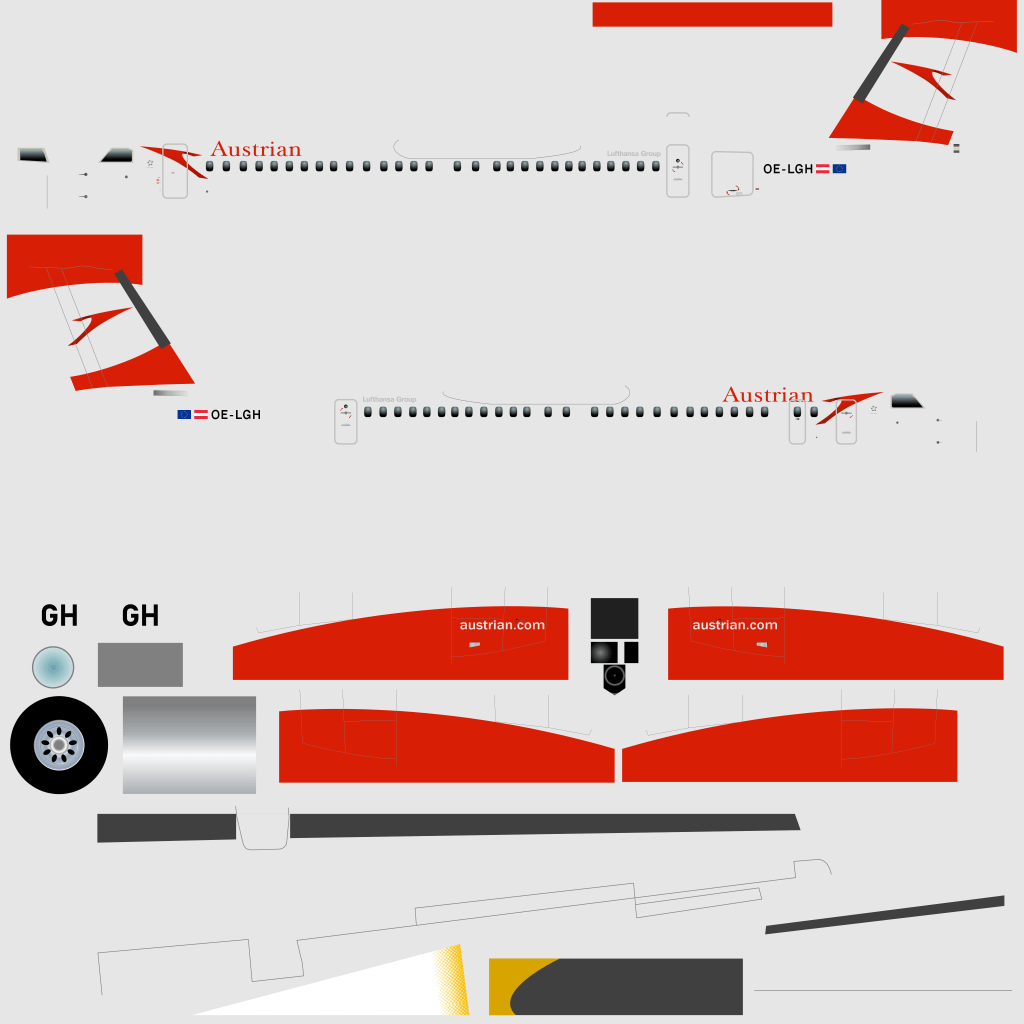 Austrian
Lufthansa Group
OE-LGH
Lufthansa Group
Austrian
OE-LGH
GH
GH
austrian.com
austrian.com